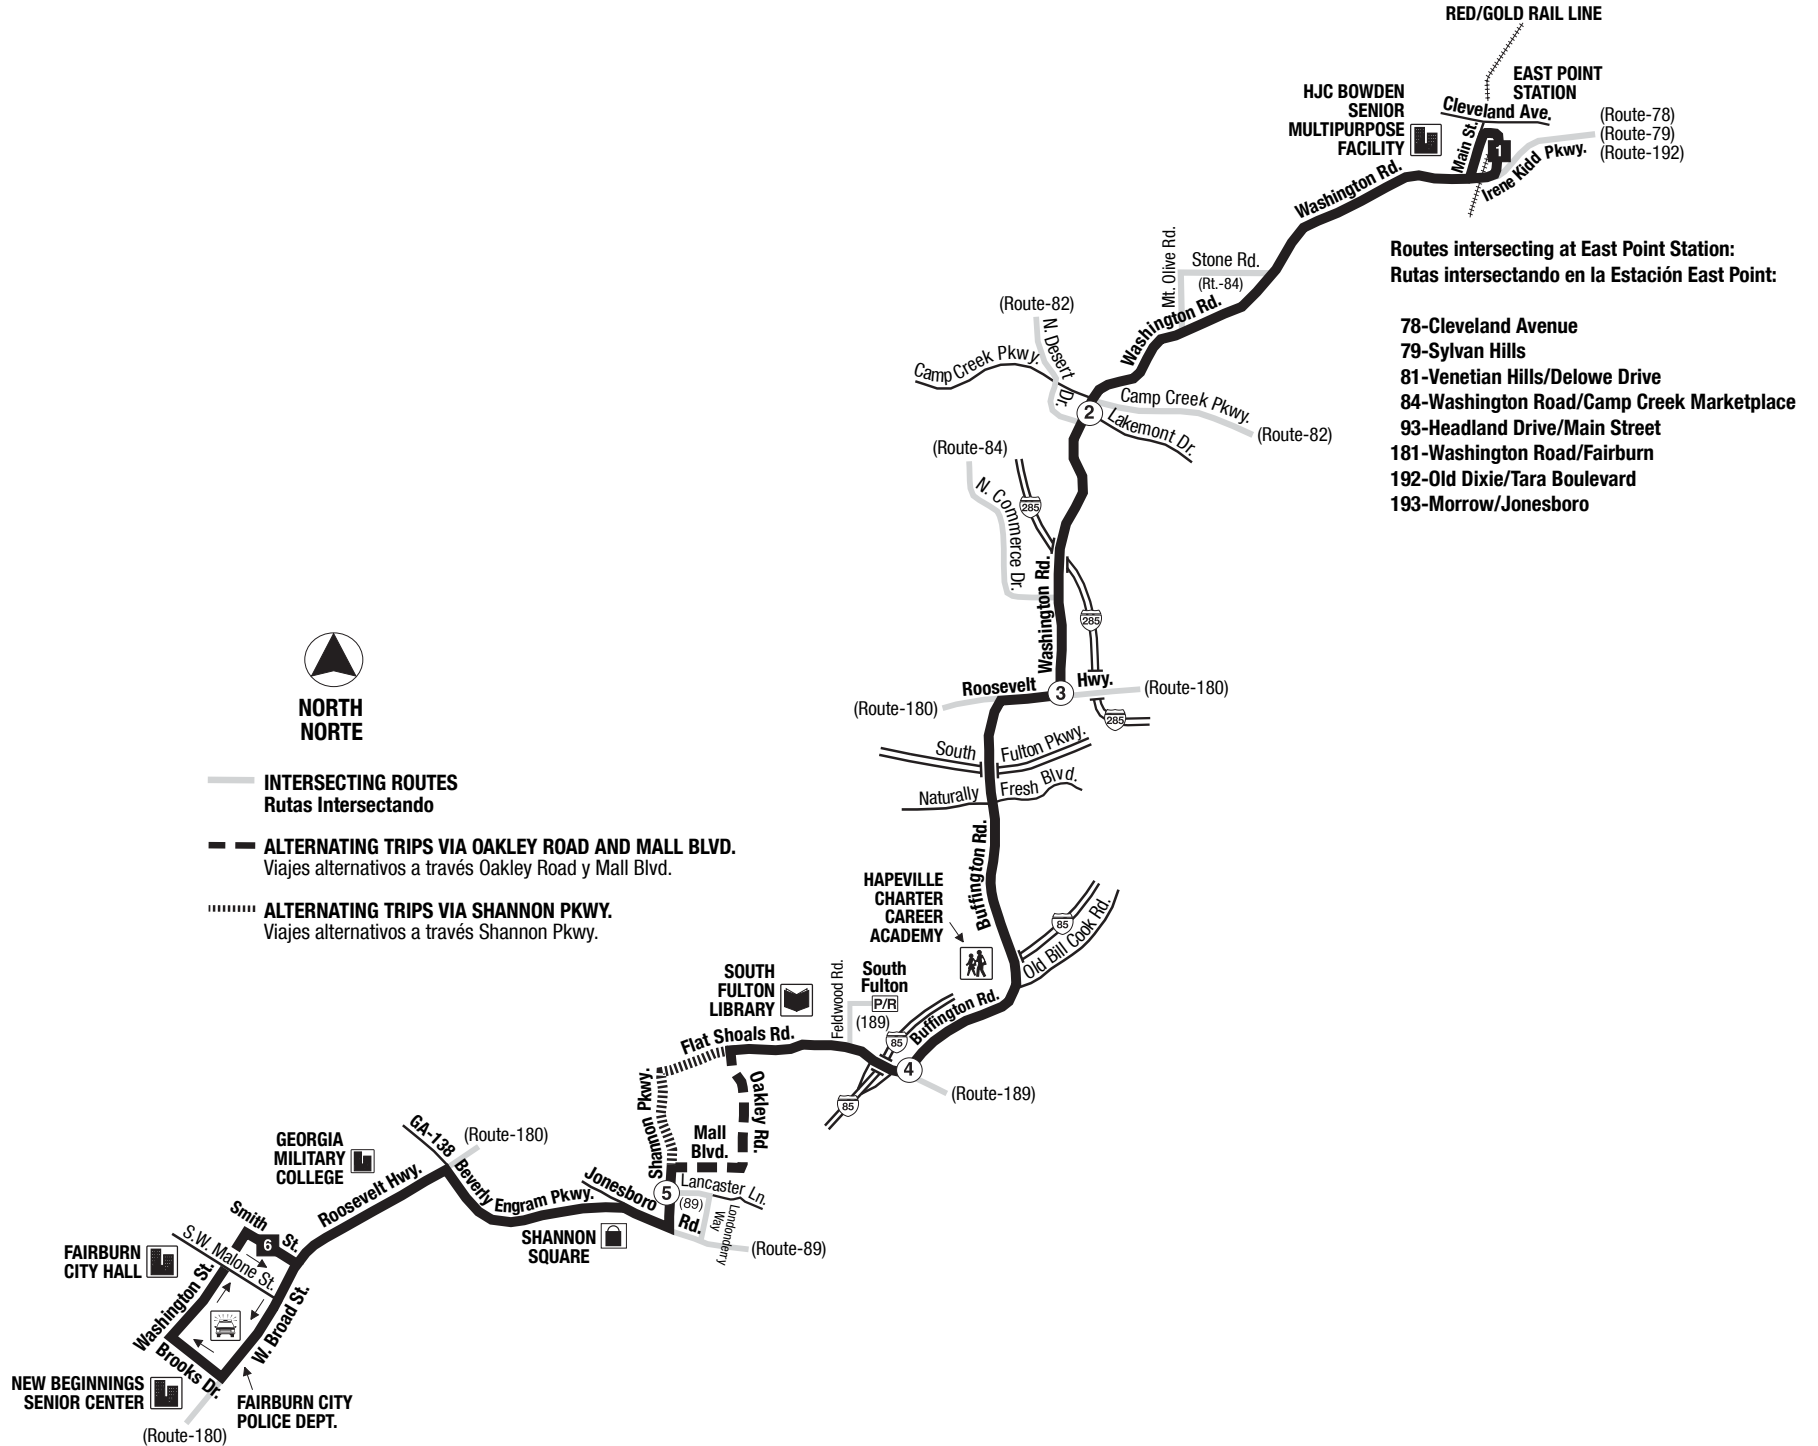 RED/GOLD RAIL LINE
EAST POINT
STATION
HJC BOWDEN
SENIOR
MULTIPURPOSE
FACILITY
Cleveland Ave.
Main St.
1
Irene Kidd Pkwy.
(Route-78)
(Route-79)
(Route-192)
Washington Rd.
Routes intersecting at East Point Station:
Rutas intersectando en la Estación East Point:
78-Cleveland Avenue
79-Sylvan Hills
81-Venetian Hills/Delowe Drive
84-Washington Road/Camp Creek Marketplace
93-Headland Drive/Main Street
181-Washington Road/Fairburn
192-Old Dixie/Tara Boulevard
193-Morrow/Jonesboro
Mt. Olive Rd.
Stone Rd.
(Rt.-84)
Washington Rd.
(Route-82)
N. Desert Dr.
Camp Creek Pkwy.
2
Camp Creek Pkwy.
Lakemont Dr.
(Route-82)
(Route-84)
N. Commerce Dr.
285
Washington Rd.
285
Roosevelt
3
Hwy.
(Route-180)
(Route-180)
285
South Fulton Pkwy.
Naturally Fresh Blvd.
NORTH
NORTE
INTERSECTING ROUTES
Rutas Intersectando
ALTERNATING TRIPS VIA OAKLEY ROAD AND MALL BLVD.
Viajes alternativos a través Oakley Road y Mall Blvd.
ALTERNATING TRIPS VIA SHANNON PKWY.
Viajes alternativos a través Shannon Pkwy.
Buffington Rd.
HAPEVILLE
CHARTER
CAREER
ACADEMY
85
Old Bill Cook Rd.
SOUTH
FULTON
LIBRARY
Feldwood Rd.
South
Fulton
P/R
(189)
85
Buffington Rd.
Flat Shoals Rd.
4
(Route-189)
85
Shannon Pkwy.
Oakley Rd.
Mall
Blvd.
GA-138
(Route-180)
GEORGIA
MILITARY
COLLEGE
Roosevelt Hwy.
Beverly Engram Pkwy.
Jonesboro
5
Lancaster Ln.
(89)
Rd.
Londonderry
Way
(Route-89)
SHANNON
SQUARE
Smith St.
6
S.W. Malone St.
FAIRBURN
CITY HALL
Washington St.
W. Broad St.
Brooks Dr.
NEW BEGINNINGS
SENIOR CENTER
FAIRBURN CITY
POLICE DEPT.
(Route-180)